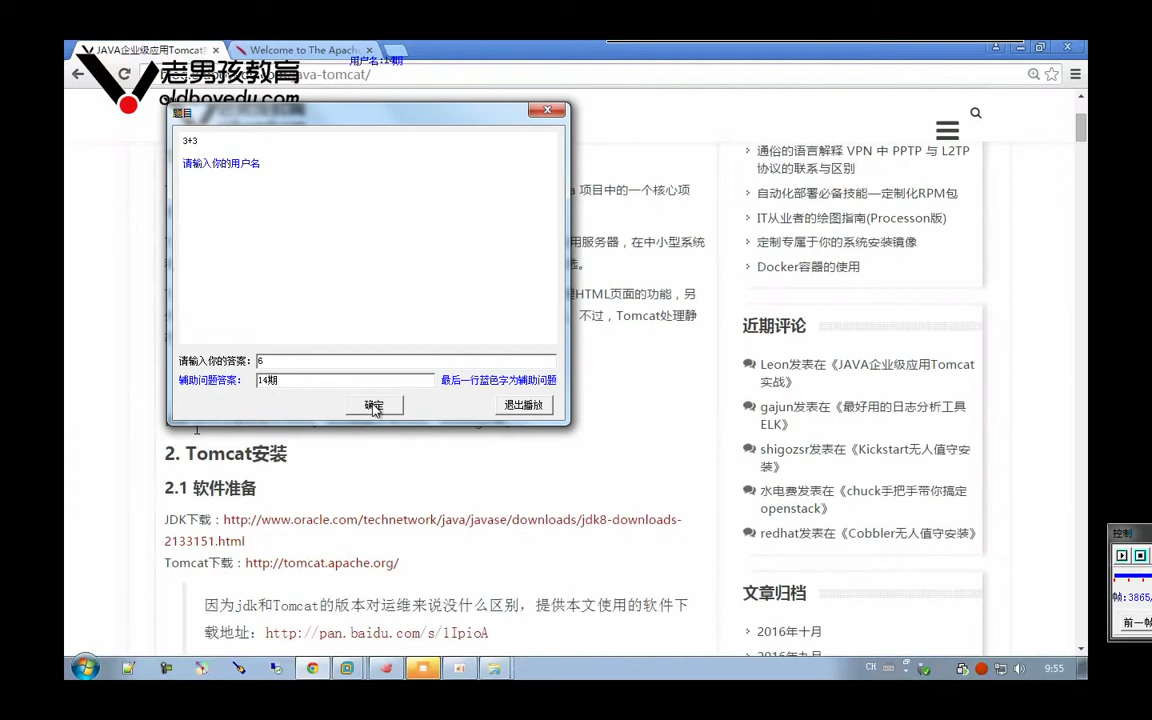 JAVA企业级应用Tomcat
Welcome to The Apach
用户名:14期
java-tomcat/
老男孩教育
oldboyedu.com
题目
3+3
请输入你的用户名
请输入你的答案:
6
辅助问题答案:
14期
最后一行蓝色字为辅助问题
确定
退出播放
项目中的一个核心项
用服务器，在中小型系统
HTML页面的功能，另
不过，Tomcat处理静
2. Tomcat安装
2.1 软件准备
JDK下载：http://www.oracle.com/technetwork/java/javase/downloads/jdk8-downloads-
2133151.html
Tomcat下载：http://tomcat.apache.org/
因为jdk和Tomcat的版本对运维来说没什么区别，提供本文使用的软件下
载地址：http://pan.baidu.com/s/1IpioA
通俗的语言解释 VPN 中 PPTP 与 L2TP
协议的联系与区别
自动化部署必备技能—定制化RPM包
IT从业者的绘图指南(Processon版)
定制专属于你的系统安装镜像
Docker容器的使用
近期评论
Leon发表在《JAVA企业级应用Tomcat
实战》
gajun发表在《最好用的日志分析工具
ELK》
shigozsr发表在《Kickstart无人值守安
装》
水电费发表在《chuck手把手带你搞定
openstack》
redhat发表在《Cobbler无人值守安装》
文章归档
2016年十月
控制
帧:3865/
前一帧
CH
9:55